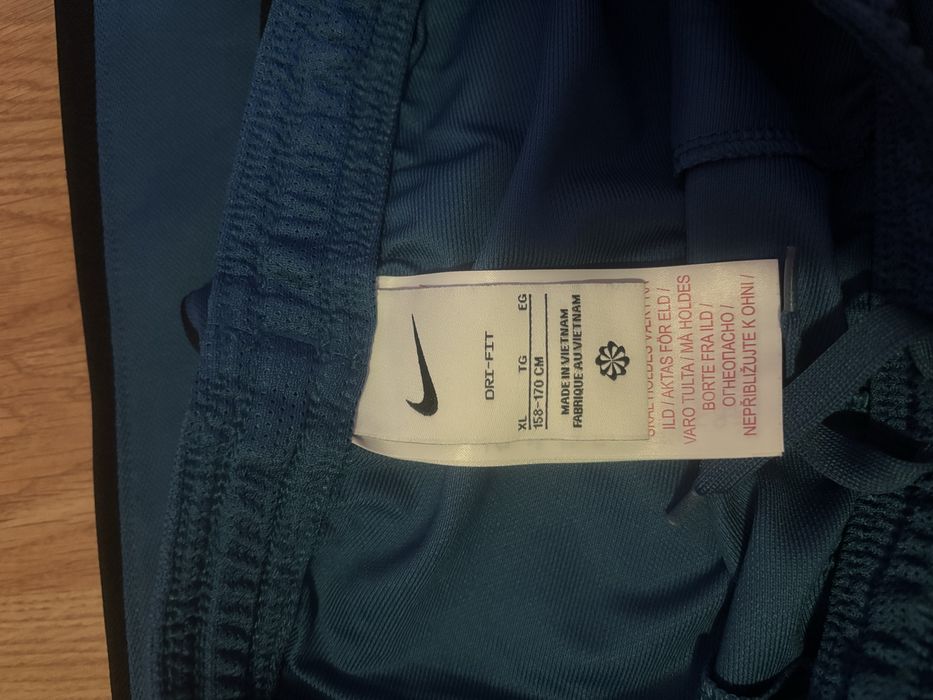 DRI-FIT
XL TG EG
158-170 CM
MADE IN VIETNAM
FABRIQUE AU VIETNAM
ILD / AKTAS FÖR ELD /
VARO TULTA / MÅ HOLDES
BORTE FRA ILD /
ОГНЕОПАСНО /
NEPŘIBLIŽUJTE K OHNI /